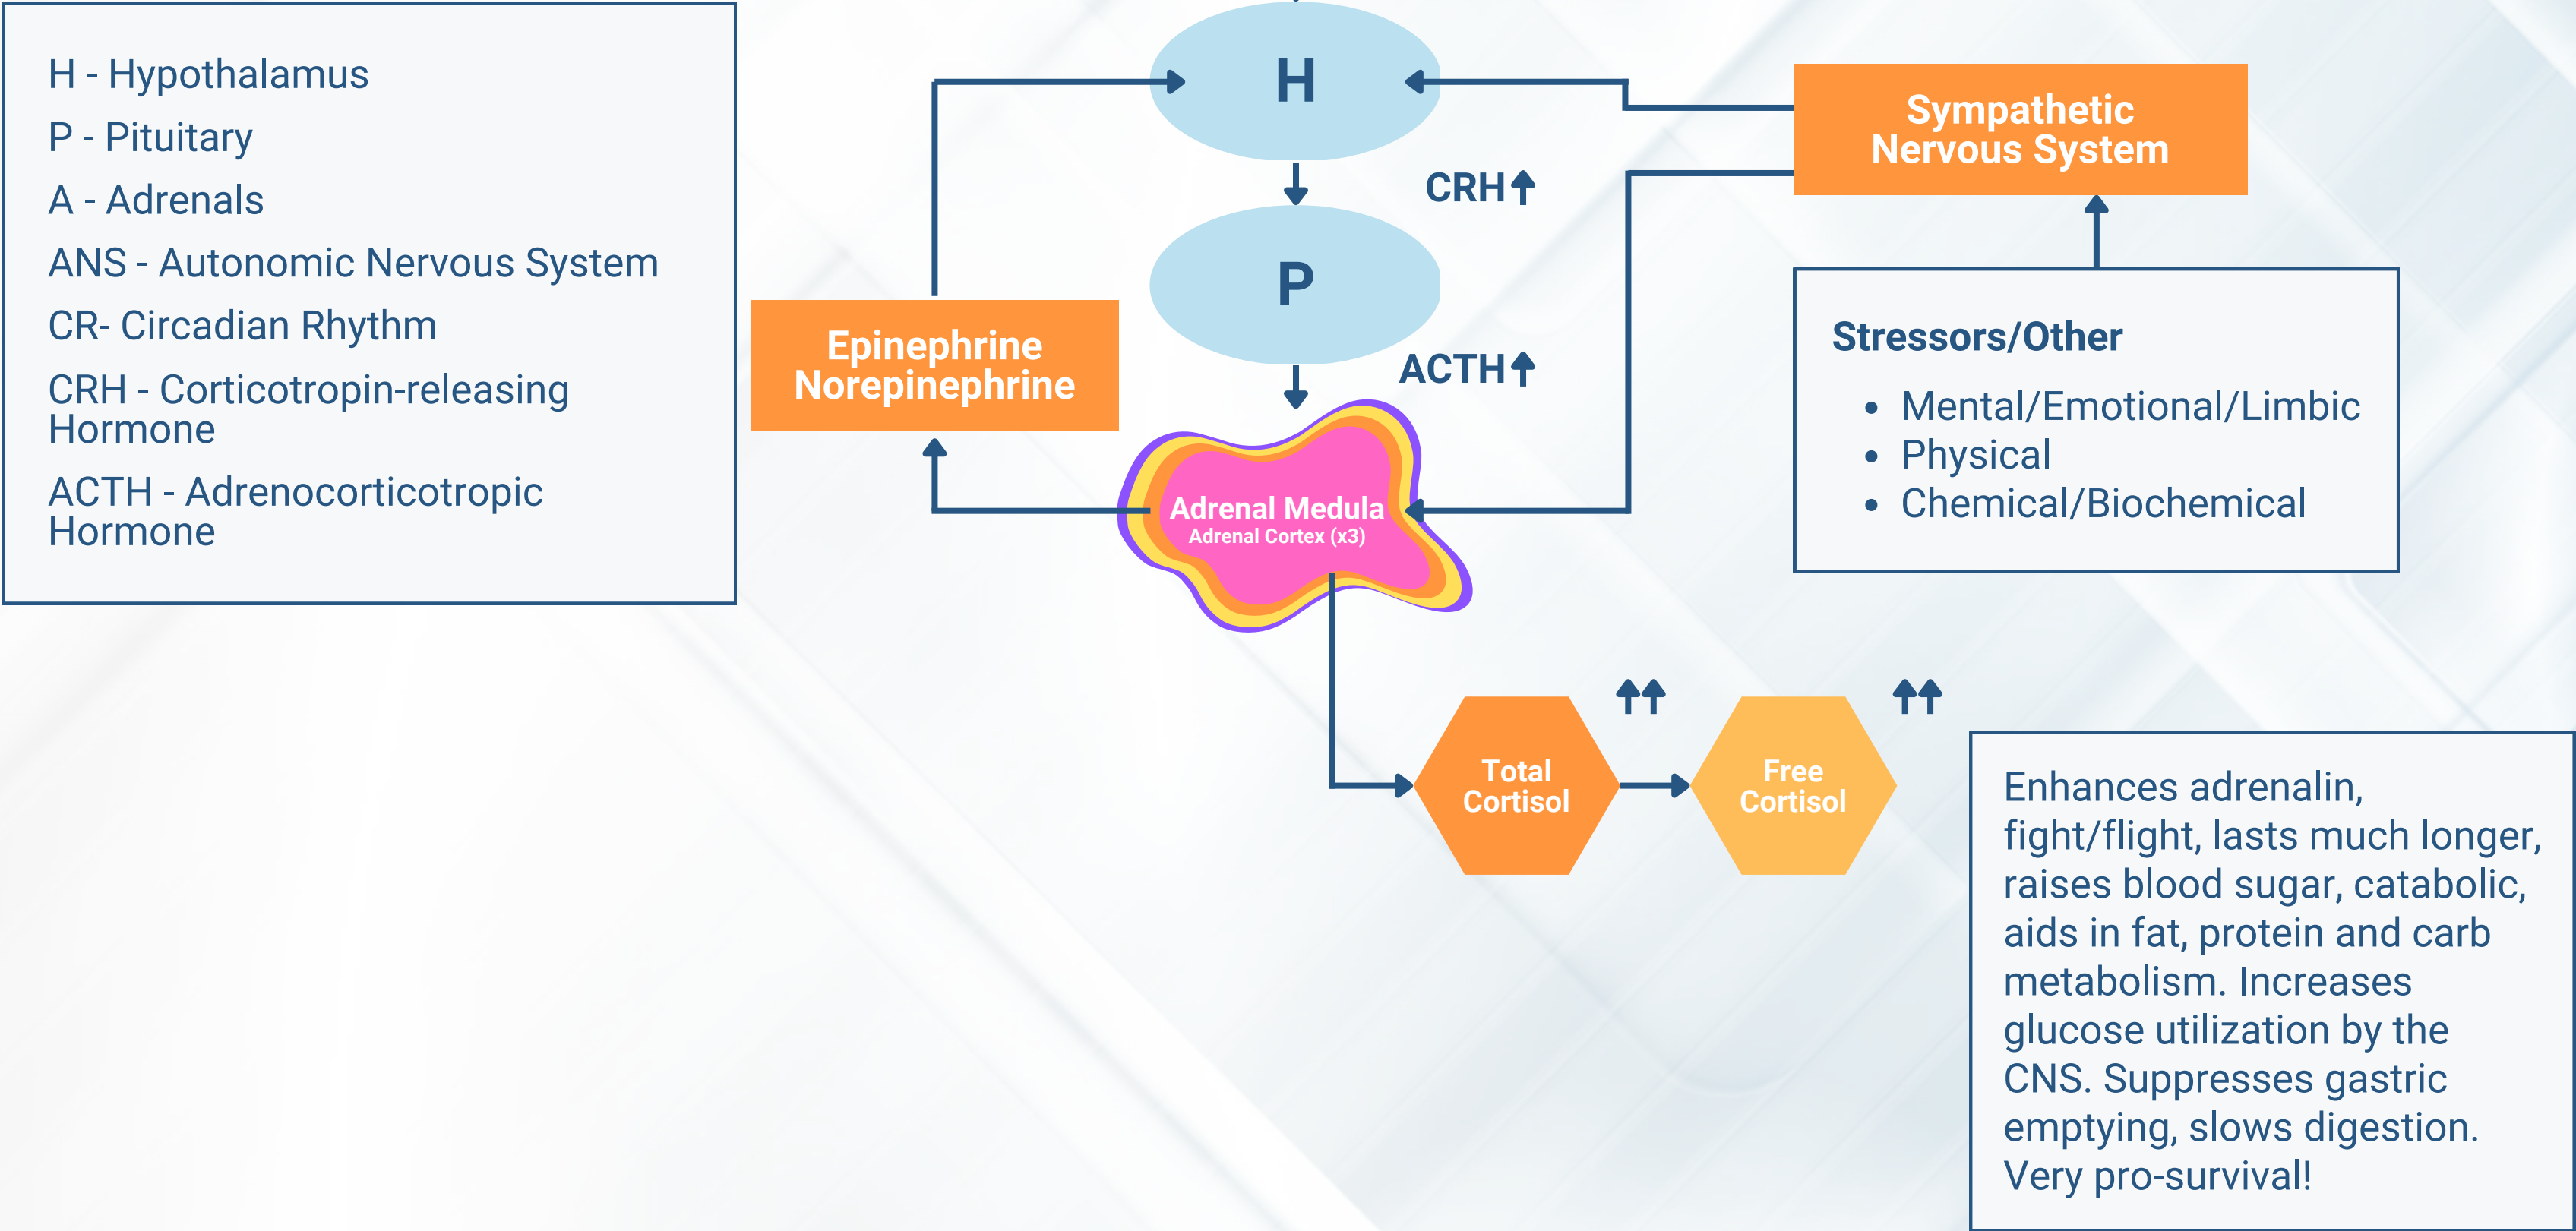 H - Hypothalamus
P - Pituitary
A - Adrenals
ANS - Autonomic Nervous System
CR- Circadian Rhythm
CRH - Corticotropin-releasing
Hormone
ACTH - Adrenocorticotropic
Hormone
H
CRH
P
ACTH
Epinephrine
Norepinephrine
Adrenal Medula
Adrenal Cortex (x3)
Sympathetic
Nervous System
Stressors/Other
• Mental/Emotional/Limbic
• Physical
• Chemical/Biochemical
Total
Cortisol
Free
Cortisol
Enhances adrenalin,
fight/flight, lasts much longer,
raises blood sugar, catabolic,
aids in fat, protein and carb
metabolism. Increases
glucose utilization by the
CNS. Suppresses gastric
emptying, slows digestion.
Very pro-survival!